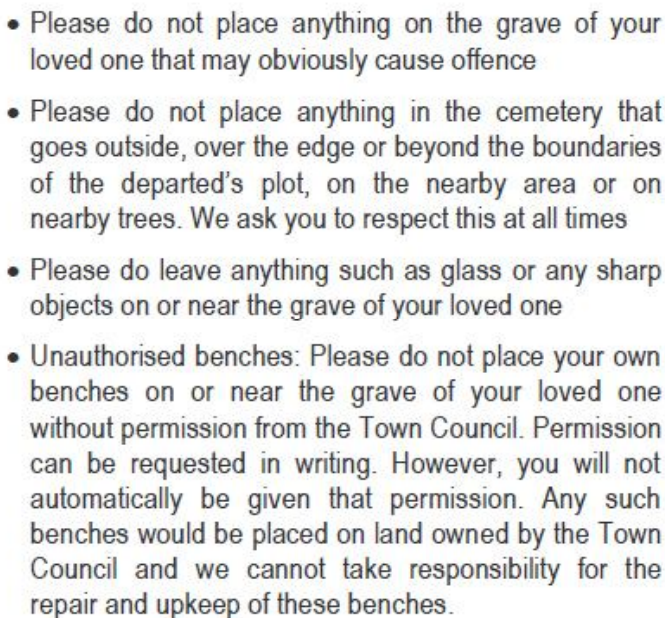 • Please do not place anything on the grave of your
loved one that may obviously cause offence
• Please do not place anything in the cemetery that
goes outside, over the edge or beyond the boundaries
of the departed's plot, on the nearby area or on
nearby trees. We ask you to respect this at all times
• Please do leave anything such as glass or any sharp
objects on or near the grave of your loved one
• Unauthorised benches: Please do not place your own
benches on or near the grave of your loved one
without permission from the Town Council. Permission
can be requested in writing. However, you will not
automatically be given that permission. Any such
benches would be placed on land owned by the Town
Council and we cannot take responsibility for the
repair and upkeep of these benches.